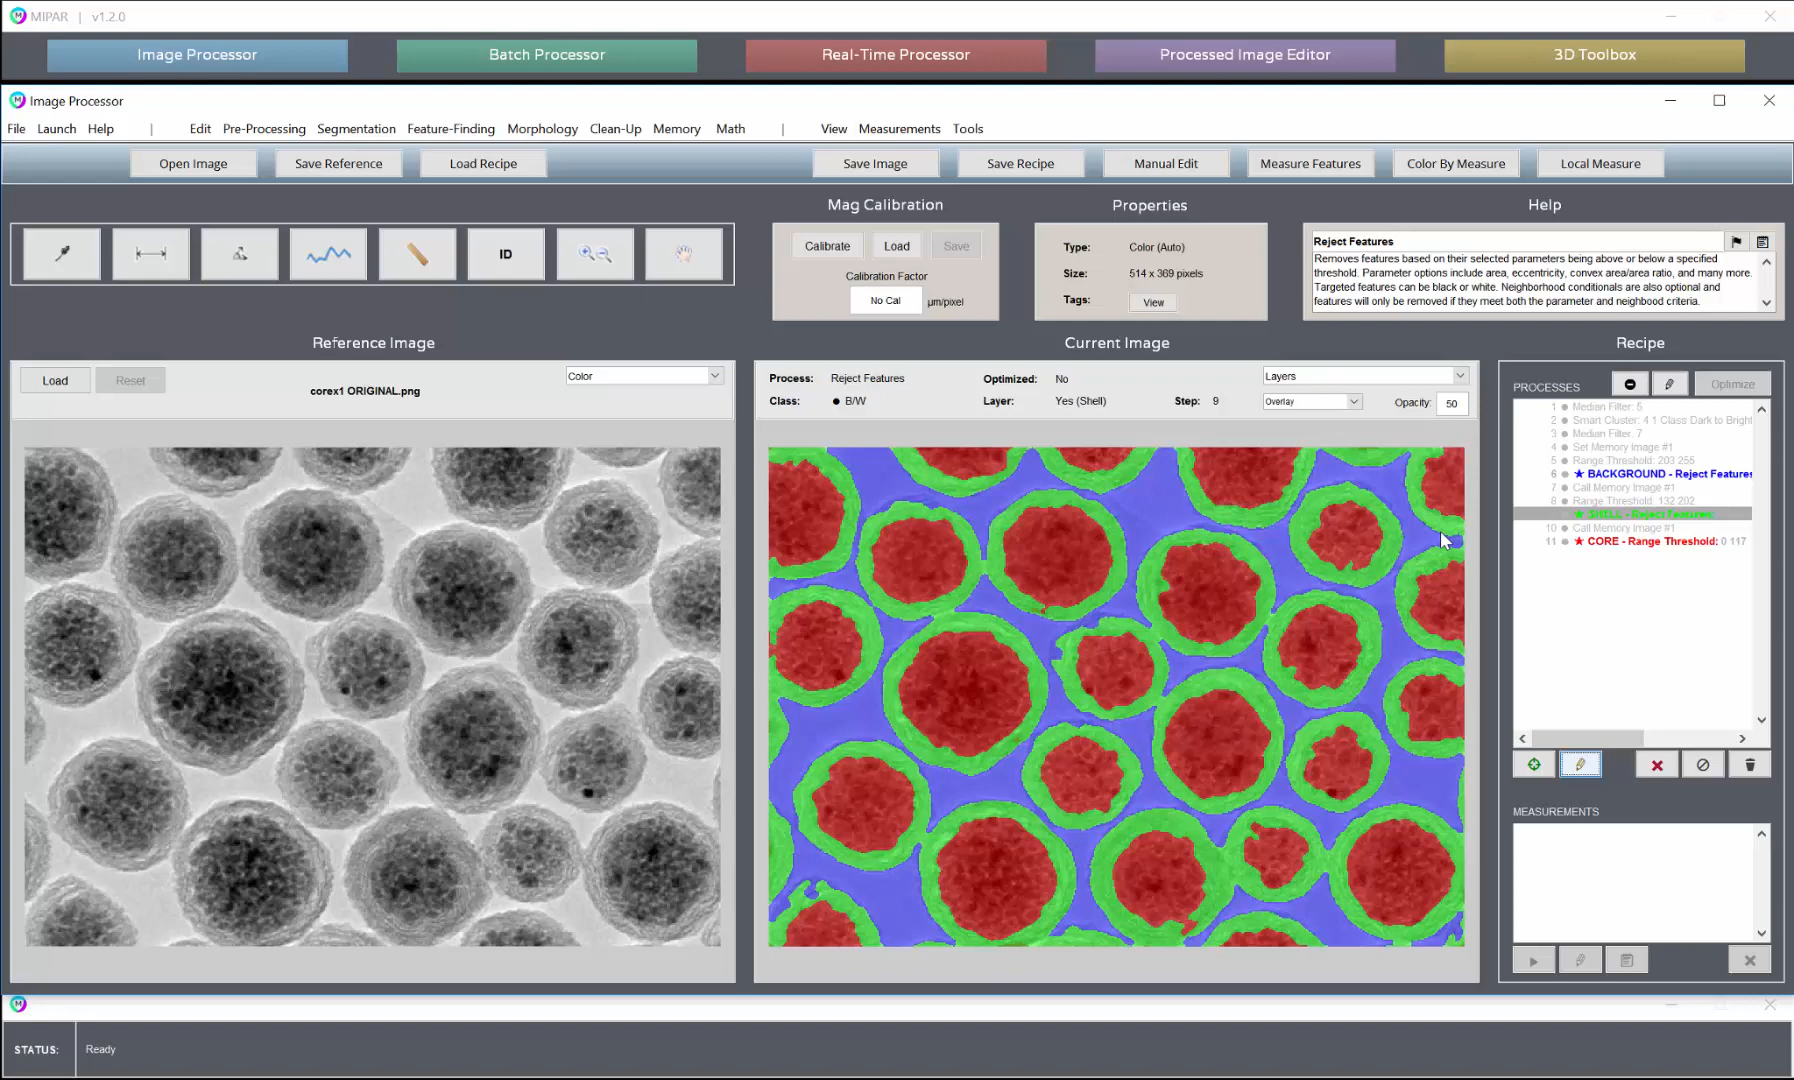 MIPAR | v1.2.0
Image Processor
Batch Processor
Real-Time Processor
Processed Image Editor
3D Toolbox
Image Processor
File Launch Help | Edit Pre-Processing Segmentation Feature-Finding Morphology Clean-Up Memory Math | View Measurements Tools
Open Image
Save Reference
Load Recipe
Save Image
Save Recipe
Manual Edit
Measure Features
Color By Measure
Local Measure
ID
Mag Calibration
Calibrate
Load
Save
Calibration Factor
No Cal
µm/pixel
Properties
Type: Color (Auto)
Size: 514 x 369 pixels
Tags: View
Help
Reject Features
Removes features based on their selected parameters being above or below a specified
threshold. Parameter options include area, eccentricity, convex area/area ratio, and many more.
Targeted features can be black or white. Neighborhood conditionals are also optional and
features will only be removed if they meet both the parameter and neighbood criteria.
Reference Image
Load
Reset
corex1 ORIGINAL.png
Color
Current Image
Process: Reject Features
Optimized: No
Layers
Class: B/W
Layer: Yes (Shell)
Step: 9
Overlay
Opacity: 50
Recipe
PROCESSES
Optimize
1 Median Filter: 5
2 Smart Cluster: 4 1 Class Dark to Bright
3 Median Filter: 7
4 Set Memory Image #1
5 Range Threshold: 203 255
6 ★ BACKGROUND - Reject Features
7 Call Memory Image #1
8 Range Threshold: 132 202
★ SHELL - Reject Features:
10 Call Memory Image #1
11 ★ CORE - Range Threshold: 0 117
MEASUREMENTS
STATUS: Ready